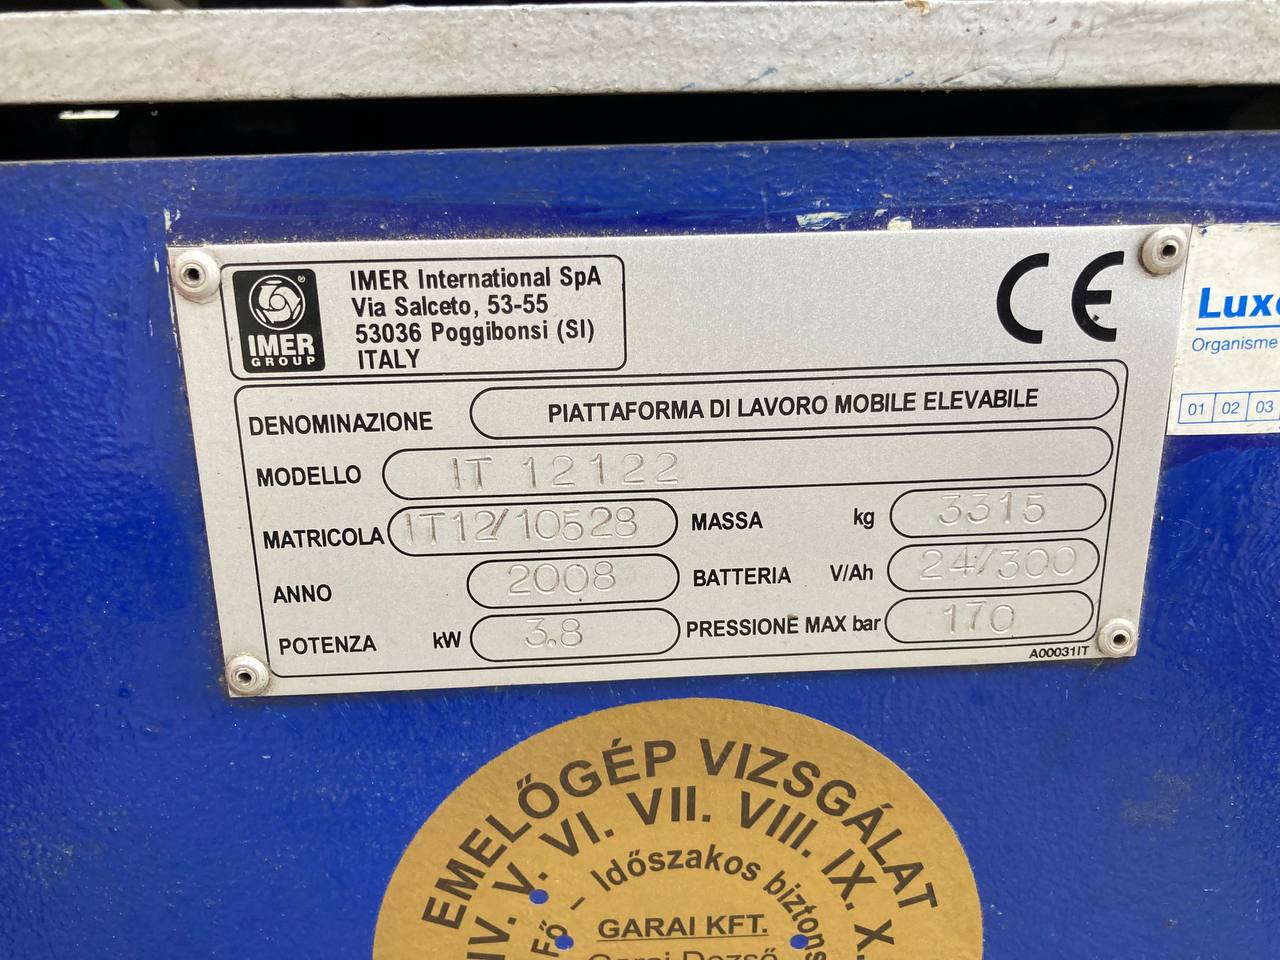 IMER
GROUP
IMER International SpA
Via Salceto, 53-55
53036 Poggibonsi (SI)
ITALY
CE
DENOMINAZIONE PIATTAFORMA DI LAVORO MOBILE ELEVABILE
MODELLO IT 12122
MATRICOLA IT12/10528 MASSA kg 3315
ANNO 2008 BATTERIA V/Ah 24/300
POTENZA kW 3.8 PRESSIONE MAX bar 170
A00031IT
Organisme
01 02 03
EMELŐGÉP VIZSGÁLAT
IV. V. VI. VII. VIII. IX. X.
Fő - Időszakos
GARAI KFT.
Garai Dezső